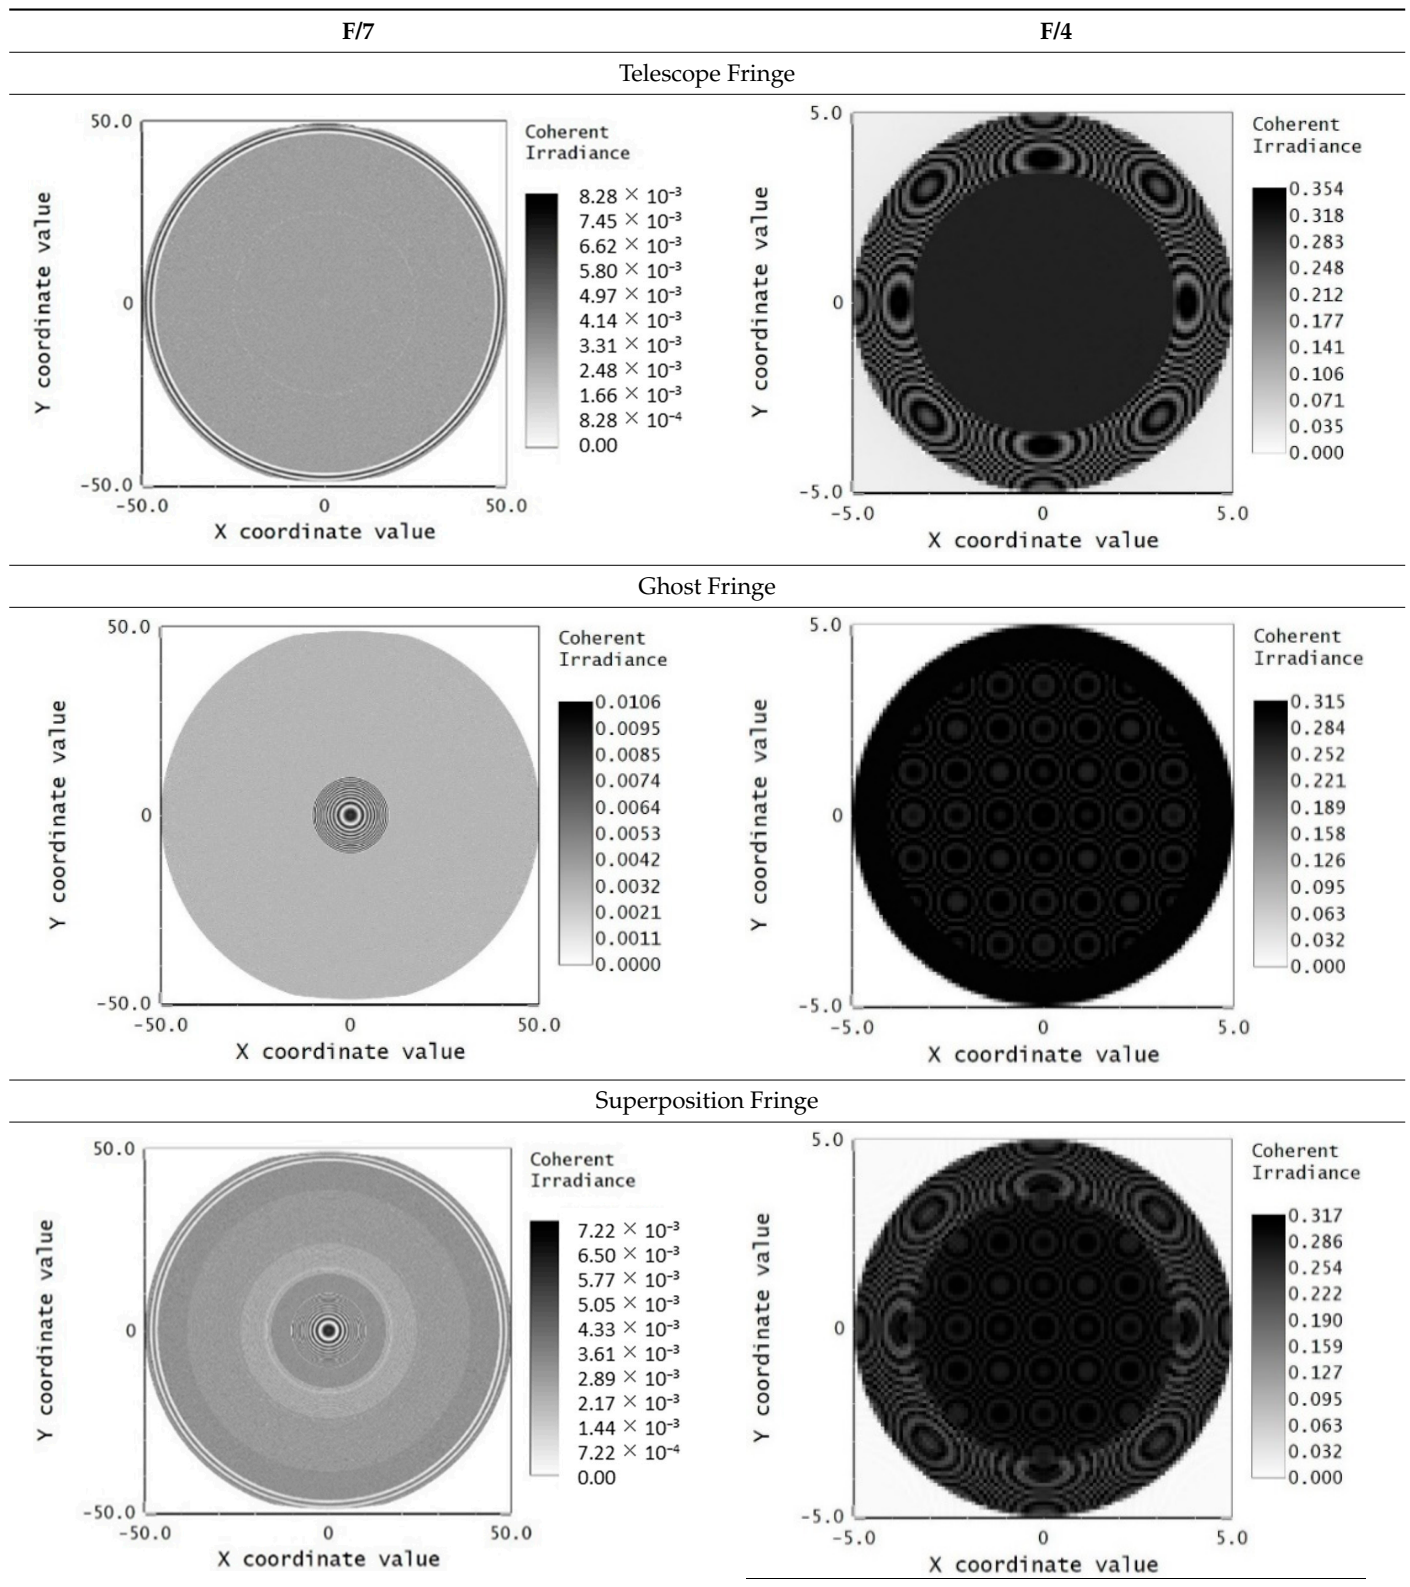 F/7 F/4
Telescope Fringe
50.0
0
-50.0
Y coordinate value
-50.0 0 50.0
X coordinate value
Coherent
Irradiance
8.28 × 10⁻³
7.45 × 10⁻³
6.62 × 10⁻³
5.80 × 10⁻³
4.97 × 10⁻³
4.14 × 10⁻³
3.31 × 10⁻³
2.48 × 10⁻³
1.66 × 10⁻³
8.28 × 10⁻⁴
0.00
5.0
0
-5.0
Y coordinate value
-5.0 0 5.0
X coordinate value
Coherent
Irradiance
0.354
0.318
0.283
0.248
0.212
0.177
0.141
0.106
0.071
0.035
0.000
Ghost Fringe
50.0
0
-50.0
Y coordinate value
-50.0 0 50.0
X coordinate value
Coherent
Irradiance
0.0106
0.0095
0.0085
0.0074
0.0064
0.0053
0.0042
0.0032
0.0021
0.0011
0.0000
5.0
0
-5.0
Y coordinate value
-5.0 0 5.0
X coordinate value
Coherent
Irradiance
0.315
0.284
0.252
0.221
0.189
0.158
0.126
0.095
0.063
0.032
0.000
Superposition Fringe
50.0
0
-50.0
Y coordinate value
-50.0 0 50.0
X coordinate value
Coherent
Irradiance
7.22 × 10⁻³
6.50 × 10⁻³
5.77 × 10⁻³
5.05 × 10⁻³
4.33 × 10⁻³
3.61 × 10⁻³
2.89 × 10⁻³
2.17 × 10⁻³
1.44 × 10⁻³
7.22 × 10⁻⁴
0.00
5.0
0
-5.0
Y coordinate value
-5.0 0 5.0
X coordinate value
Coherent
Irradiance
0.317
0.286
0.254
0.222
0.190
0.159
0.127
0.095
0.063
0.032
0.000